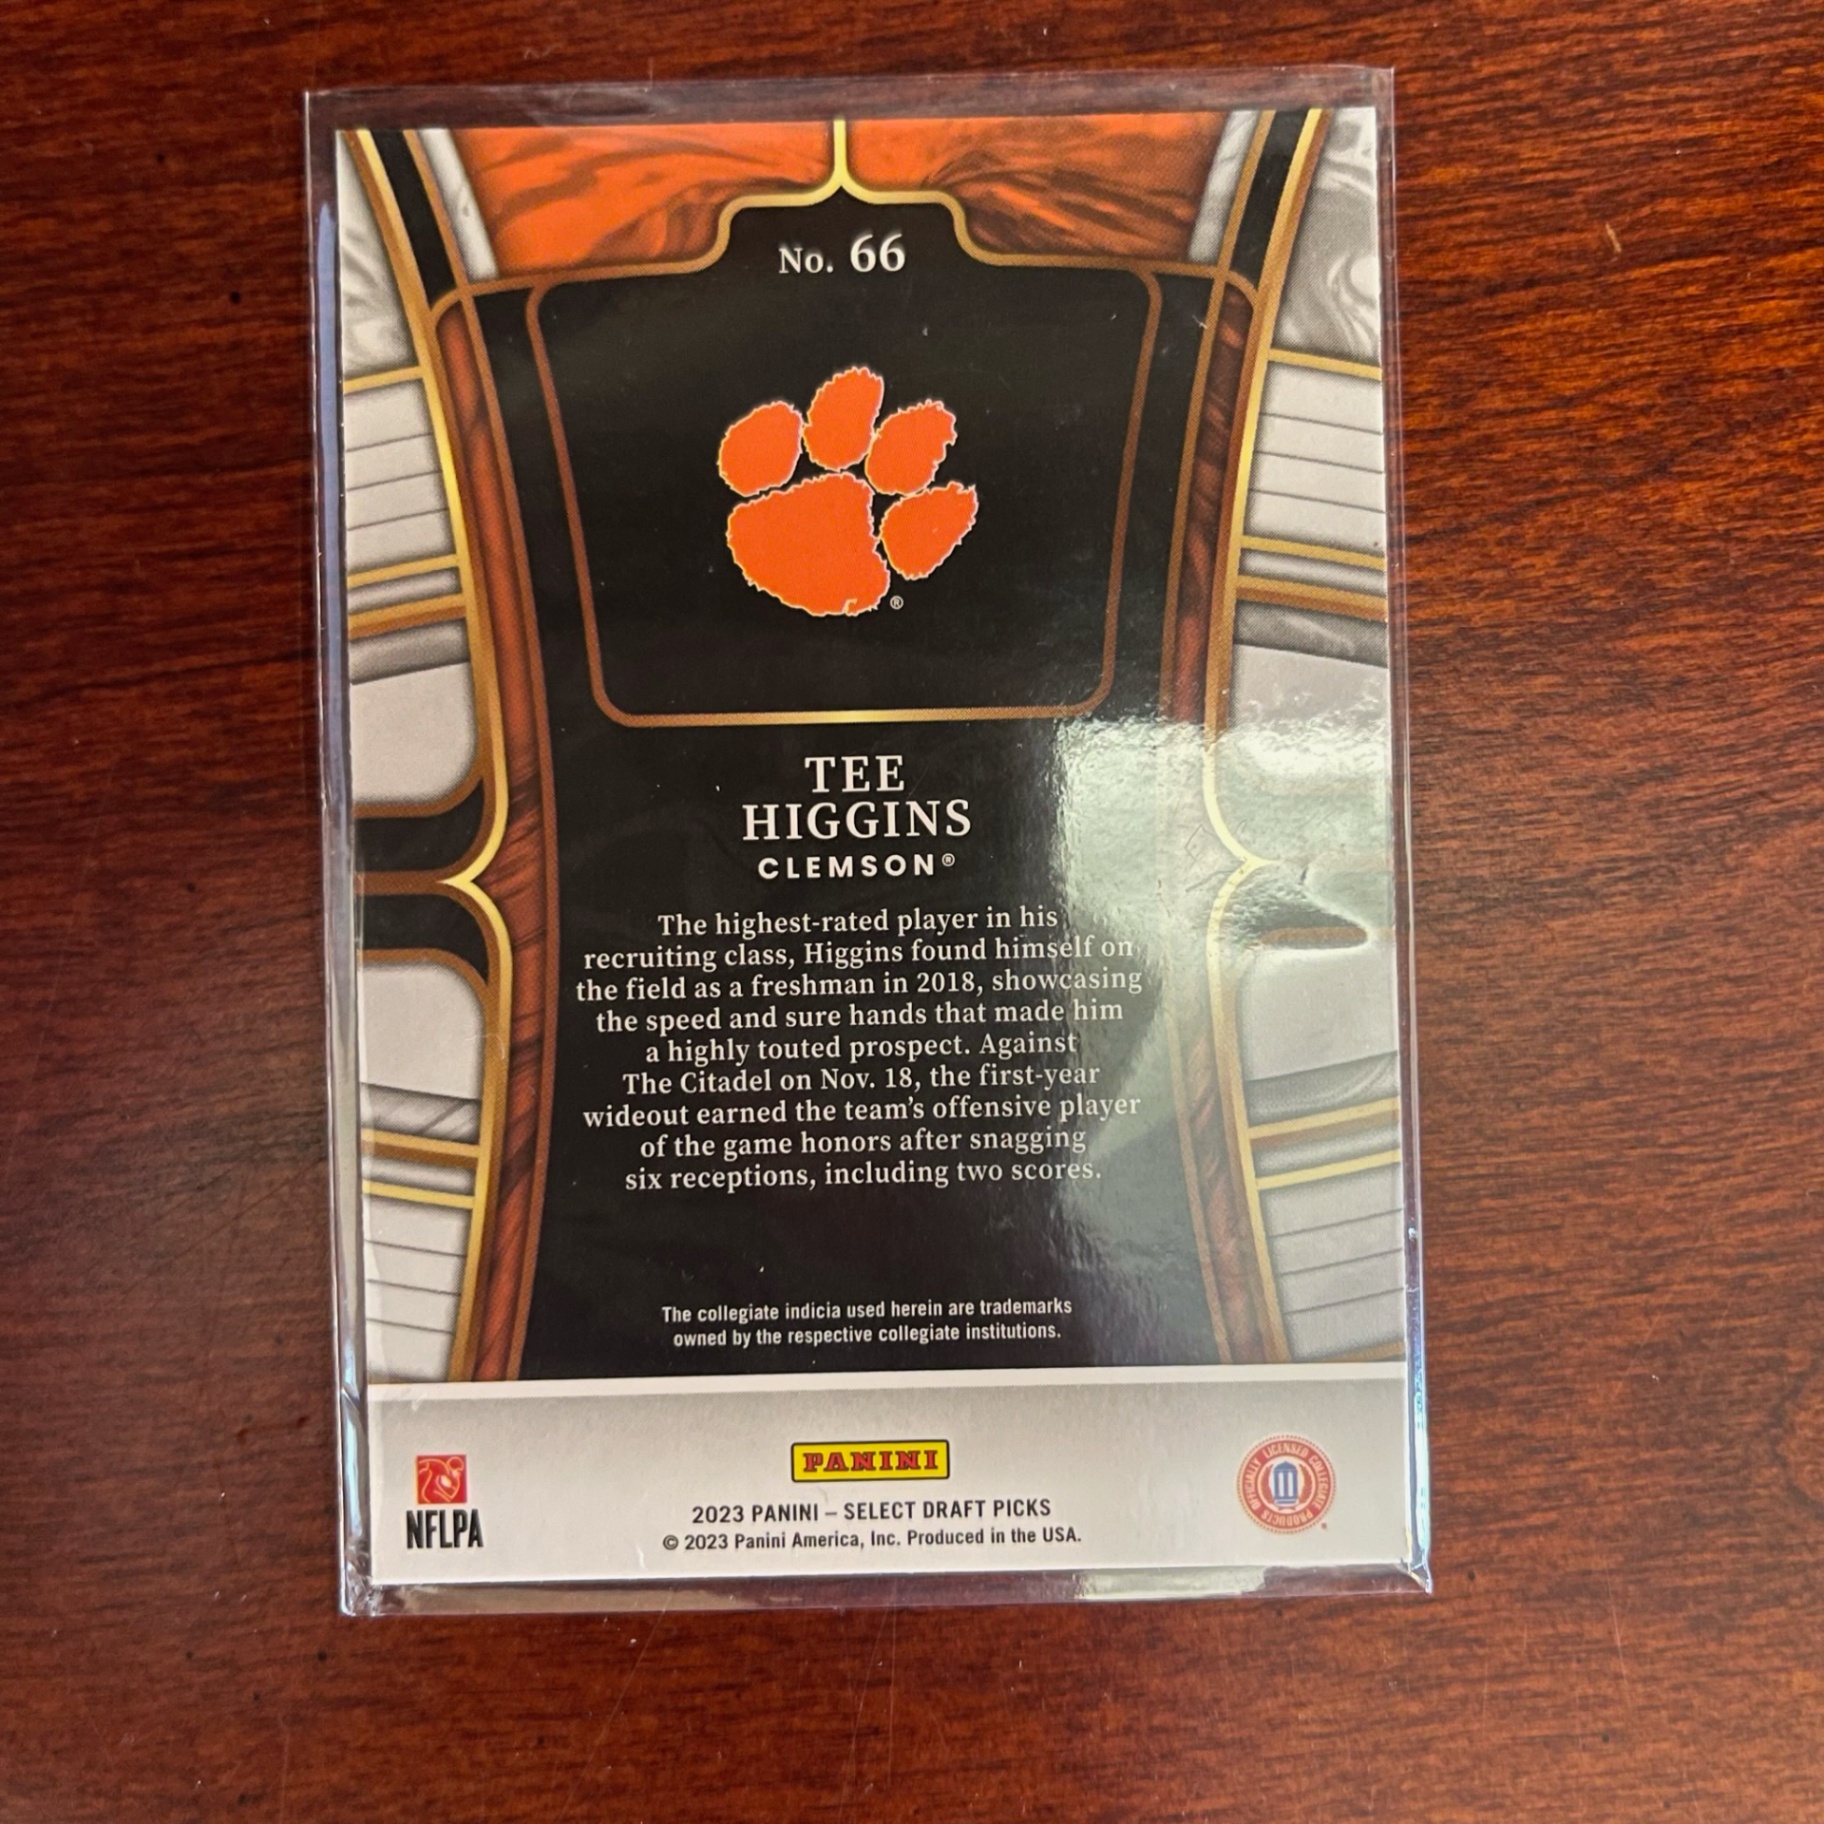 No. 66
®
TEE
HIGGINS
CLEMSON®
The highest-rated player in his
recruiting class, Higgins found himself on
the field as a freshman in 2018, showcasing
the speed and sure hands that made him
a highly touted prospect. Against
The Citadel on Nov. 18, the first-year
wideout earned the team's offensive player
of the game honors after snagging
six receptions, including two scores.
The collegiate indicia used herein are trademarks
owned by the respective collegiate institutions.
NFLPA
PANINI
2023 PANINI – SELECT DRAFT PICKS
© 2023 Panini America, Inc. Produced in the USA.
OFFICIALLY LICENSED COLLEGIATE PRODUCTS